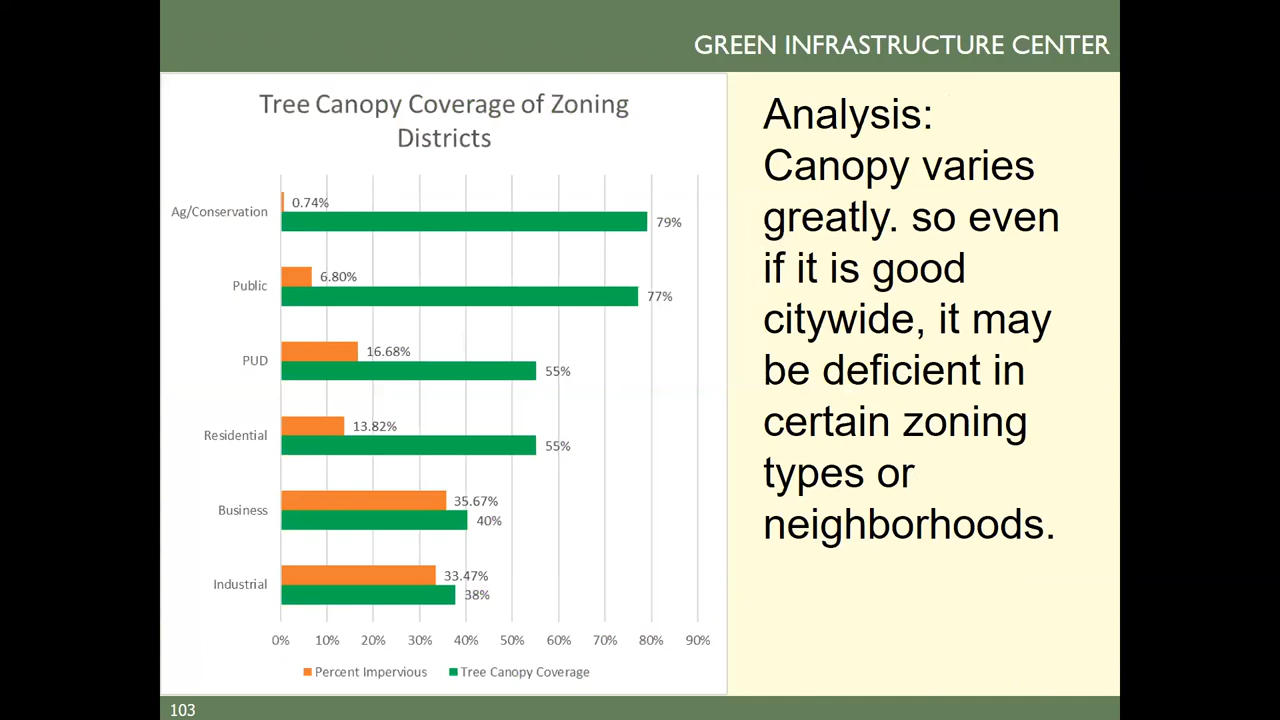 GREEN INFRASTRUCTURE CENTER
Tree Canopy Coverage of Zoning
Districts
Ag/Conservation
0.74%
79%
Public
6.80%
77%
PUD
16.68%
55%
Residential
13.82%
55%
Business
35.67%
40%
Industrial
33.47%
38%
0% 10% 20% 30% 40% 50% 60% 70% 80% 90%
Percent Impervious Tree Canopy Coverage
Analysis:
Canopy varies
greatly. so even
if it is good
citywide, it may
be deficient in
certain zoning
types or
neighborhoods.
103